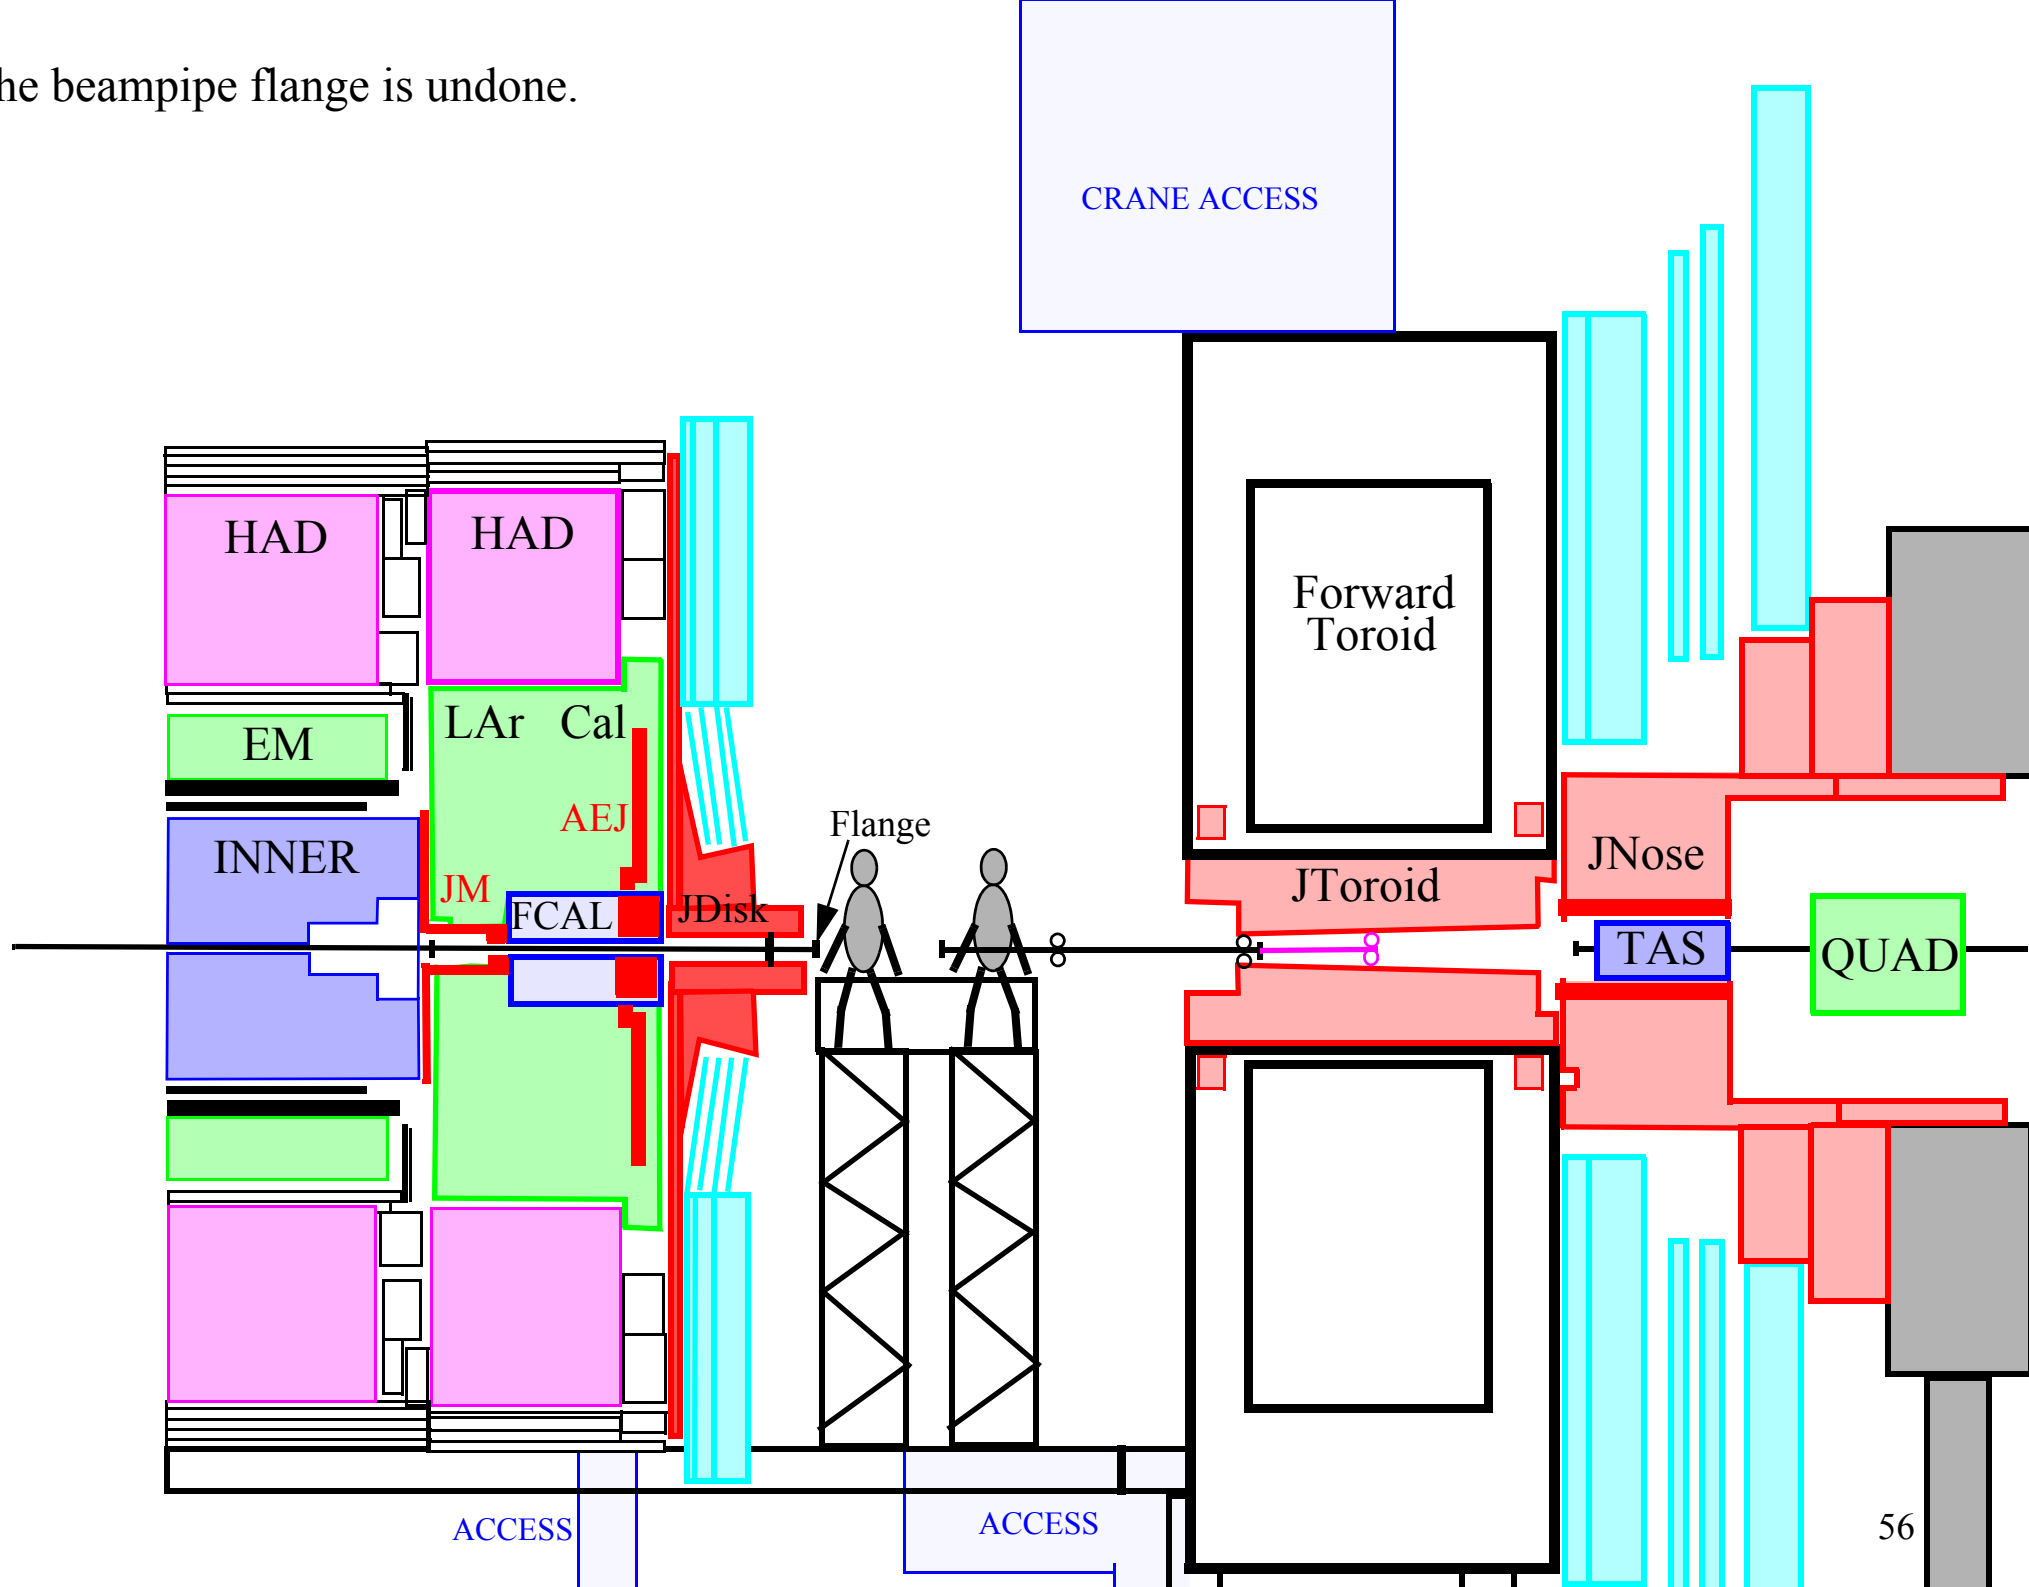 he beampipe flange is undone.
CRANE ACCESS
HAD
HAD
Forward
Toroid
LAr Cal
EM
AEJ
Flange
INNER
JM
FCAL
JDisk
JToroid
JNose
TAS
QUAD
ACCESS
ACCESS
56